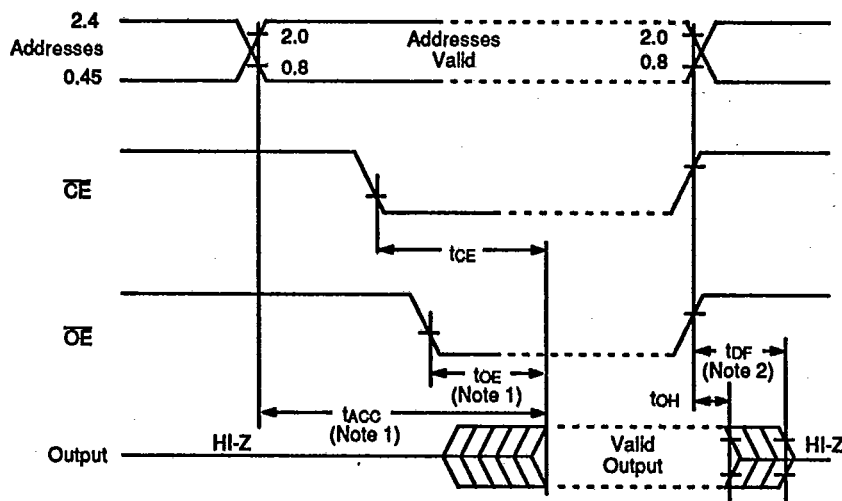 2.4
Addresses
0.45
2.0
0.8
Addresses
Valid
2.0
0.8
CE
tCE
OE
tOE
(Note 1)
tDF
(Note 2)
tOH
tACC
(Note 1)
Output
HI-Z
Valid
Output
HI-Z